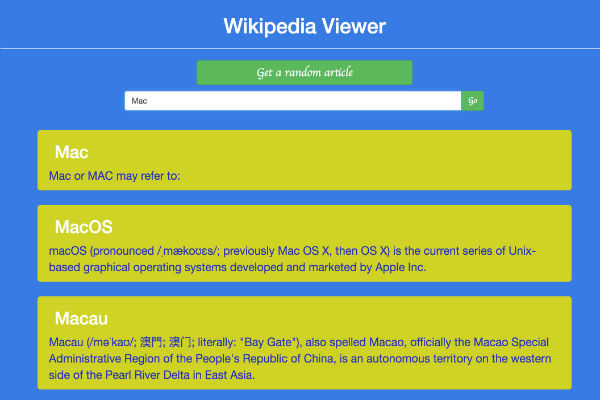 Wikipedia Viewer
Get a random article
Mac
Go
Mac
Mac or MAC may refer to:
MacOS
macOS (pronounced /ˌmækoʊɛs/; previously Mac OS X, then OS X) is the current series of Unix-
based graphical operating systems developed and marketed by Apple Inc.
Macau
Macau (/məˈkaʊ/; 澳門; 澳门; literally: "Bay Gate"), also spelled Macao, officially the Macao Special
Administrative Region of the People's Republic of China, is an autonomous territory on the western
side of the Pearl River Delta in East Asia.